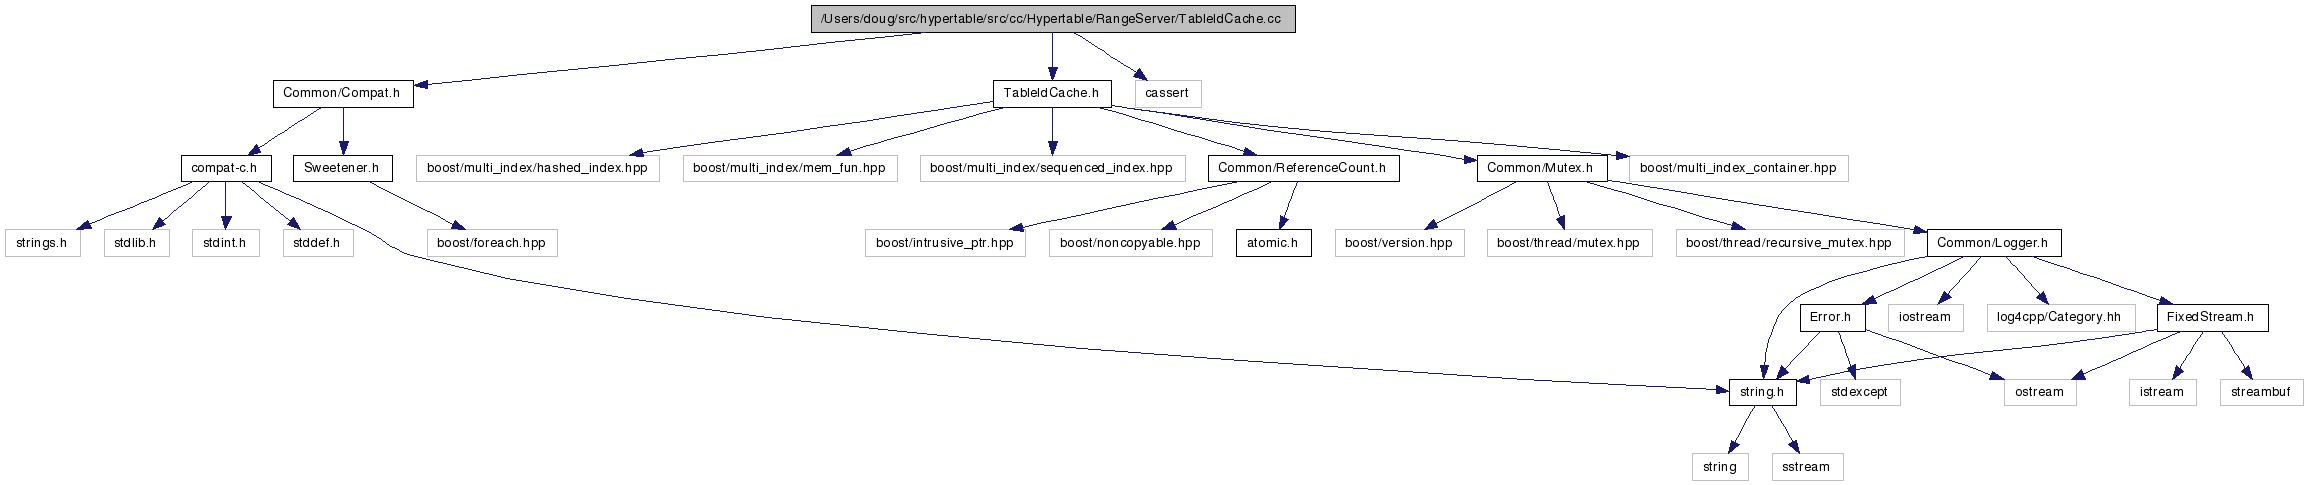 /Users/doug/src/hypertable/src/cc/Hypertable/RangeServer/TableIdCache.cc
Common/Compat.h
TableIdCache.h
cassert
compat-c.h
Sweetener.h
boost/multi_index/hashed_index.hpp
boost/multi_index/mem_fun.hpp
boost/multi_index/sequenced_index.hpp
Common/ReferenceCount.h
Common/Mutex.h
boost/multi_index_container.hpp
strings.h
stdlib.h
stdint.h
stddef.h
boost/foreach.hpp
boost/intrusive_ptr.hpp
boost/noncopyable.hpp
atomic.h
boost/version.hpp
boost/thread/mutex.hpp
boost/thread/recursive_mutex.hpp
Common/Logger.h
Error.h
iostream
log4cpp/Category.hh
FixedStream.h
string.h
stdexcept
ostream
istream
streambuf
string
sstream